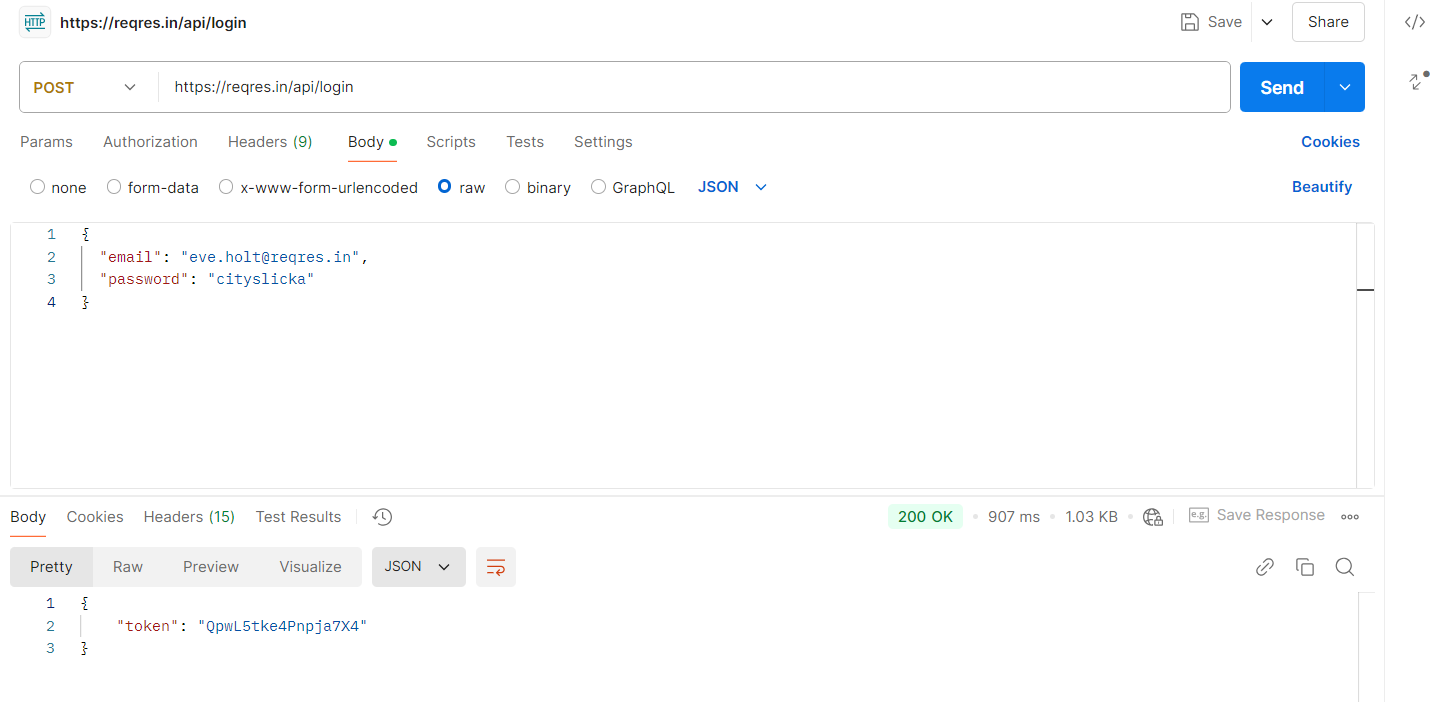 HTTP https://reqres.in/api/login Save Share
POST https://reqres.in/api/login Send
Params Authorization Headers (9) Body Scripts Tests Settings Cookies
none form-data x-www-form-urlencoded raw binary GraphQL JSON Beautify
1 {
2 "email": "eve.holt@reqres.in",
3 "password": "cityslicka"
4 }
Body Cookies Headers (15) Test Results 200 OK 907 ms 1.03 KB e.g. Save Response
Pretty Raw Preview Visualize JSON
1 {
2 "token": "QpwL5tke4Pnpja7X4"
3 }